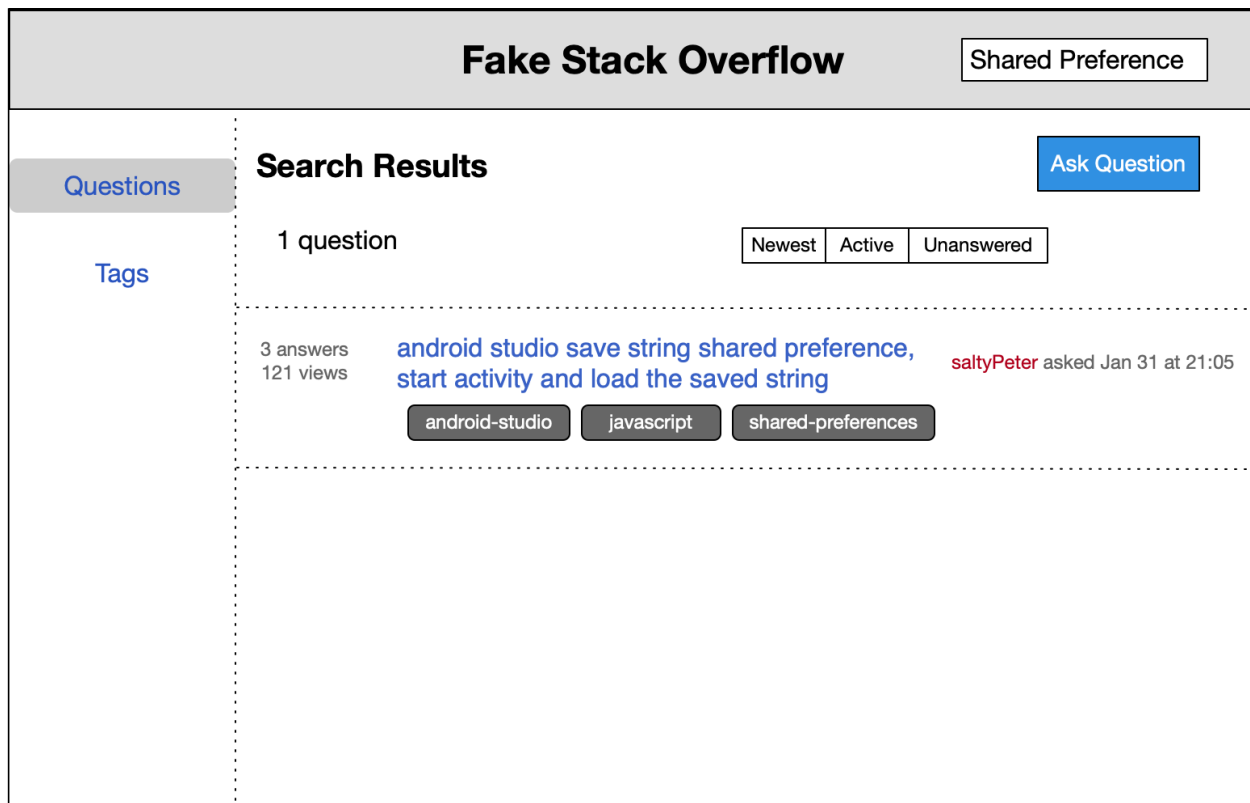 Fake Stack Overflow
Shared Preference
Questions
Tags
Search Results
Ask Question
1 question
Newest
Active
Unanswered
3 answers
121 views
android studio save string shared preference,
start activity and load the saved string
saltyPeter asked Jan 31 at 21:05
android-studio
javascript
shared-preferences